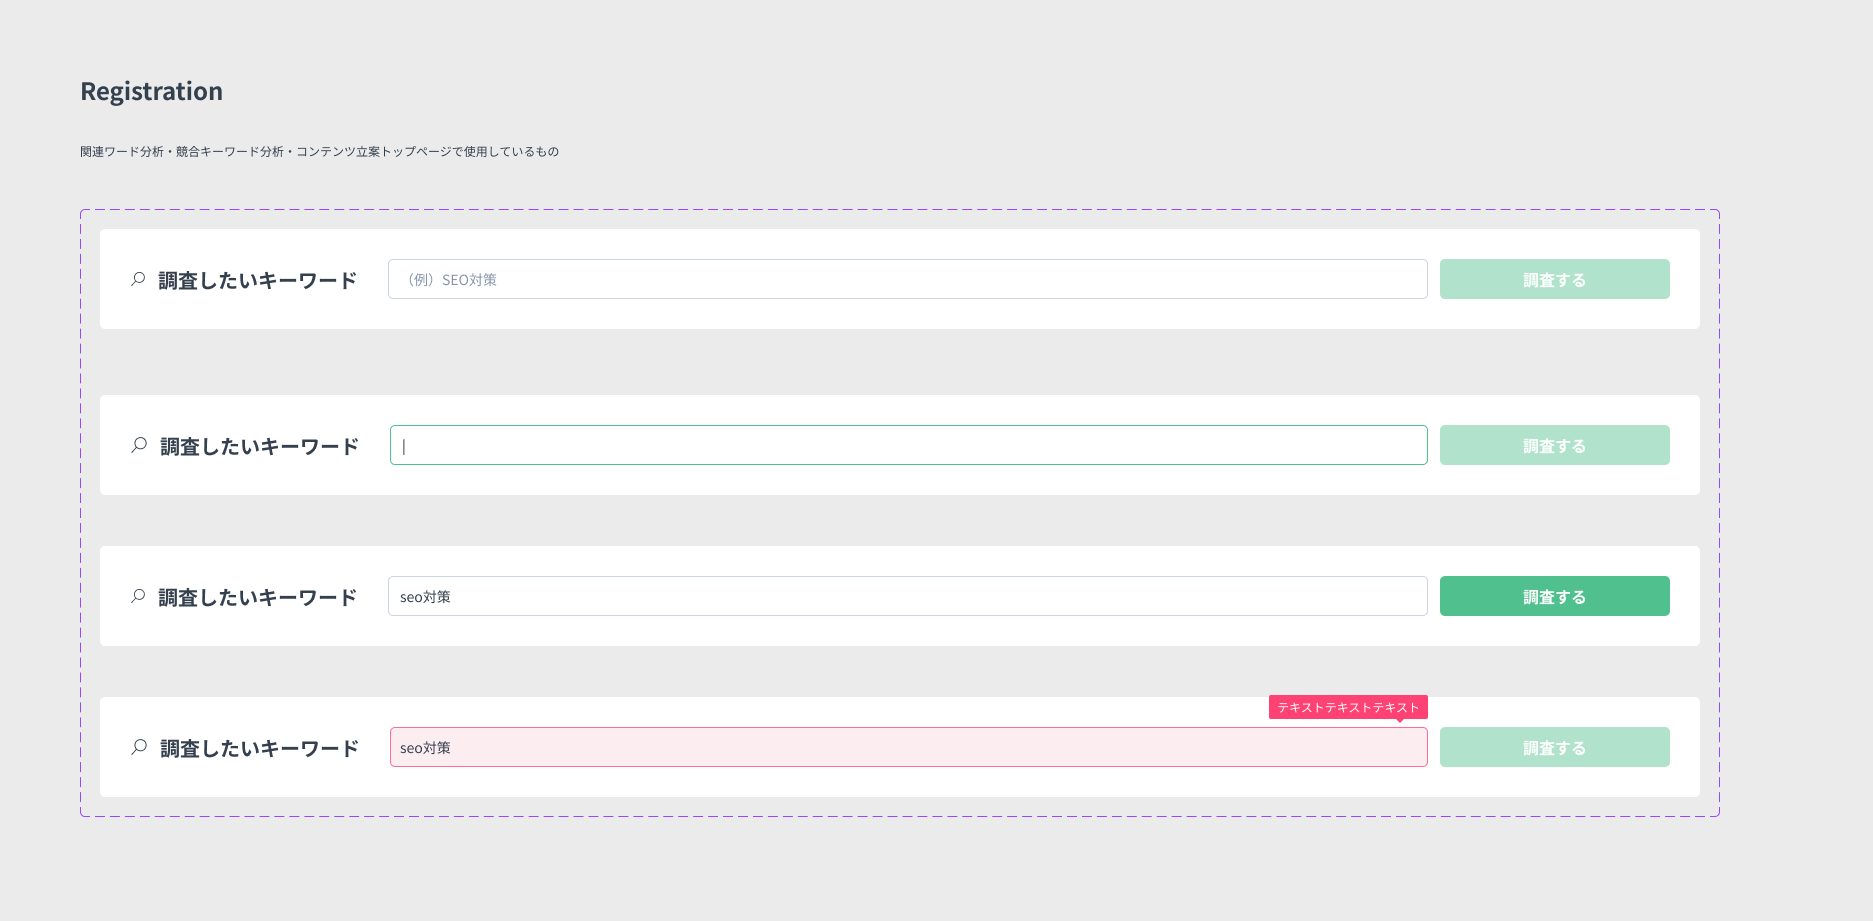 Registration
関連ワード分析・競合キーワード分析・コンテンツ立案トップページで使用しているもの
調査したいキーワード （例）SEO対策 調査する
調査したいキーワード 調査する
調査したいキーワード seo対策 調査する
テキストテキストテキスト
調査したいキーワード seo対策 調査する